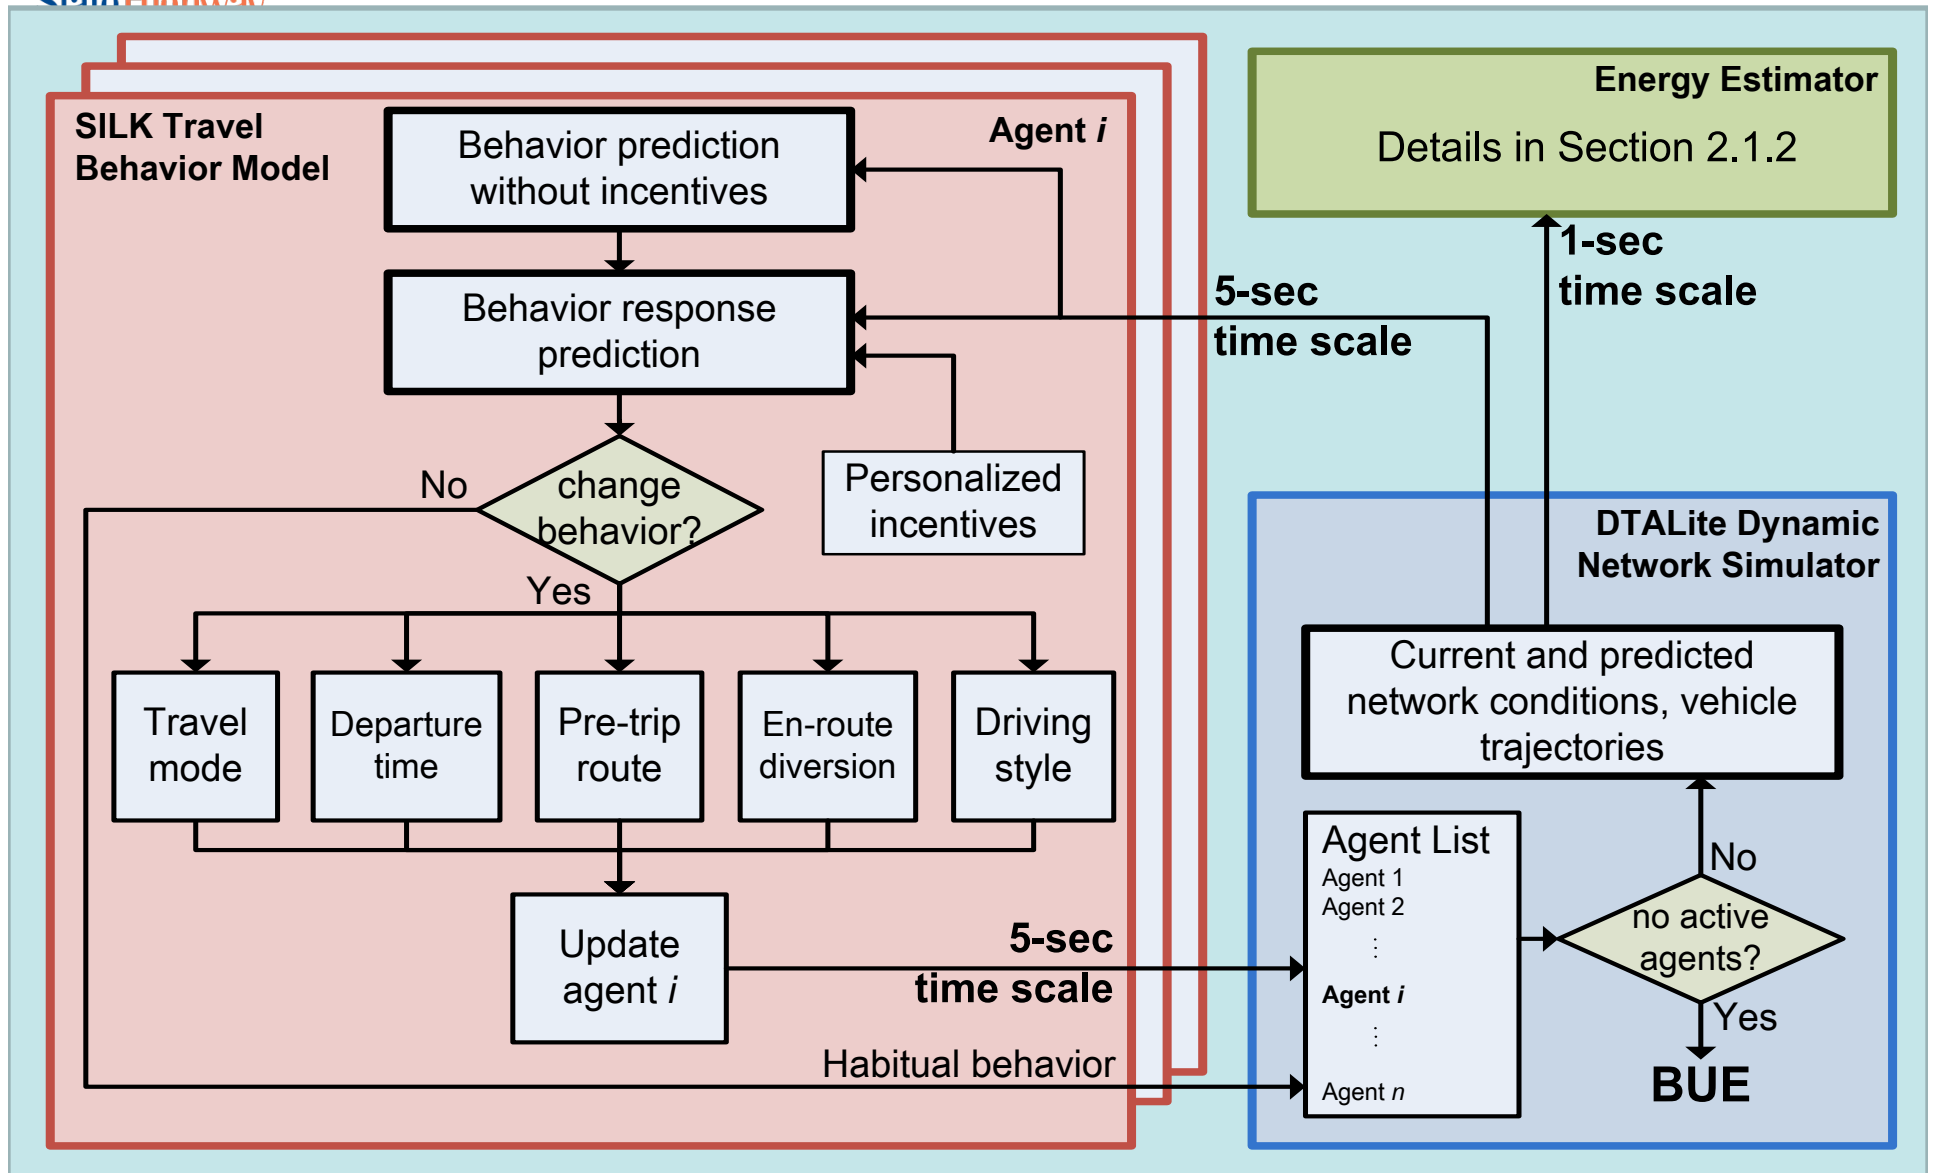 State Highway
SILK Travel
Behavior Model
Agent i
Behavior prediction
without incentives
Behavior response
prediction
change
behavior?
No
Yes
Personalized
incentives
Travel
mode
Departure
time
Pre-trip
route
En-route
diversion
Driving
style
Update
agent i
5-sec
time scale
Habitual behavior
Energy Estimator
Details in Section 2.1.2
1-sec
time scale
5-sec
time scale
DTALite Dynamic
Network Simulator
Current and predicted
network conditions, vehicle
trajectories
Agent List
Agent 1
Agent 2
⋮
Agent i
⋮
Agent n
No
no active
agents?
Yes
BUE